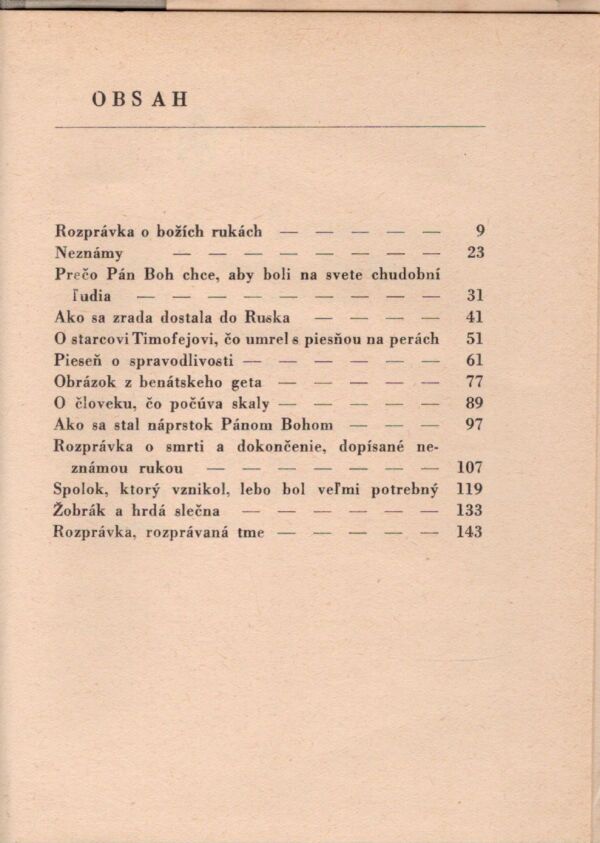 OBSAH
Rozprávka o božích rukách — — — — — 9
Neznámy — — — — — — — — 23
Prečo Pán Boh chce, aby boli na svete chudobní
ľudia — — — — — — — — — 31
Ako sa zrada dostala do Ruska — — — — 41
O starcovi Timofejovi, čo umrel s piesňou na perách 51
Pieseň o spravodlivosti — — — — — — 61
Obrázok z benátskeho geta — — — — — 77
O človeku, čo počúva skaly — — — — — 89
Ako sa stal náprstok Pánom Bohom — — — 97
Rozprávka o smrti a dokončenie, dopísané ne-
známou rukou — — — — — — — 107
Spolok, ktorý vznikol, lebo bol veľmi potrebný 119
Žobrák a hrdá slečna — — — — — — — 133
Rozprávka, rozprávaná tme — — — — — 143